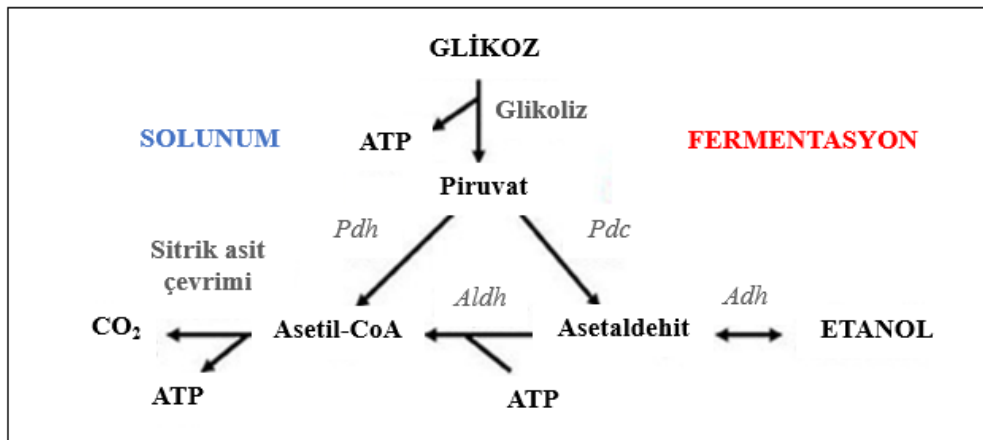 GLİKOZ
Glikoliz
SOLUNUM
ATP
FERMENTASYON
Piruvat
Pdh
Pdc
Sitrik asit
çevrimi
Aldh
Adh
CO₂
Asetil-CoA
Asetaldehit
ETANOL
ATP
ATP